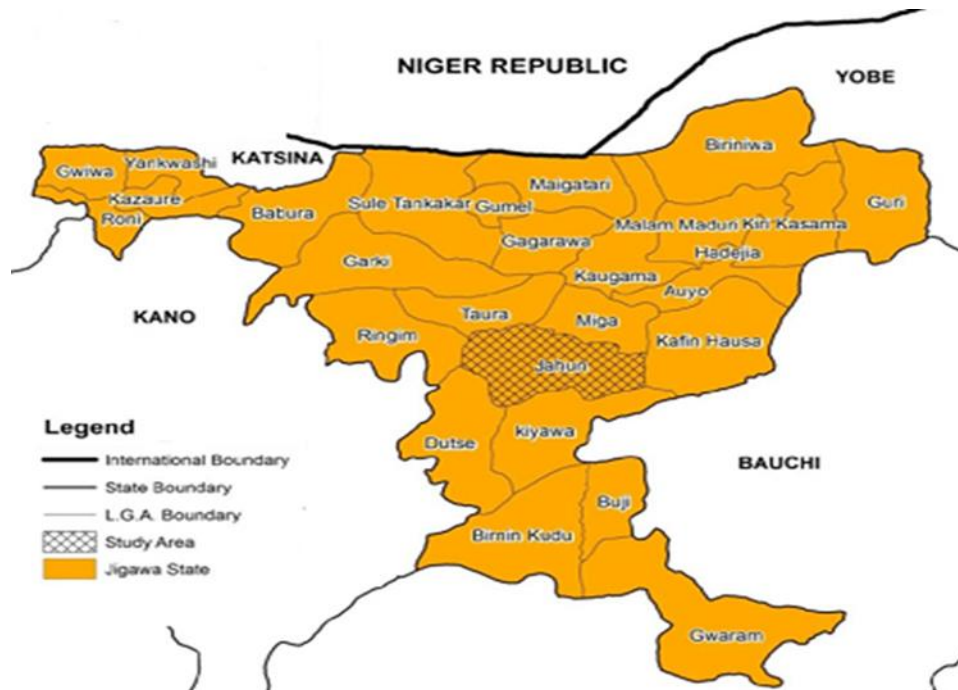 NIGER REPUBLIC
YOBE
KATSINA
Biriniwa
Gwiwa
Yankwashi
Kazaure
Roni
Babura
Sule Tankakar
Maigatari
Gumel
Gagarawa
Malam Maduri
Kiri Kasama
Guri
Hadejia
Garki
Kaugama
Auyo
KANO
Ringim
Taura
Miga
Kafin Hausa
Jahun
Dutse
kiyawa
BAUCHI
Buji
Birnin Kudu
Gwaram
Legend
International Boundary
State Boundary
L.G.A. Boundary
Study Area
Jigawa State